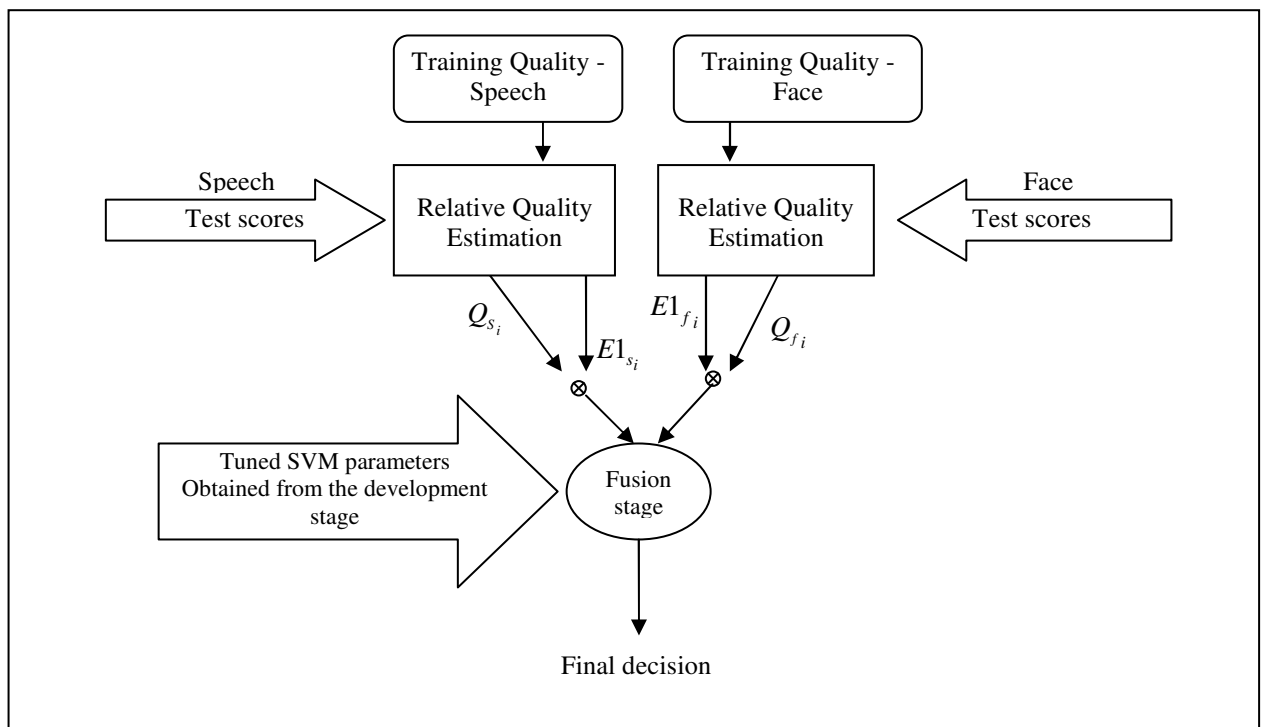 Training Quality -
Speech
Training Quality -
Face
Speech
Test scores
Relative Quality
Estimation
Relative Quality
Estimation
Face
Test scores
Q_{s_i}
E1_{s_i}
E1_{f_i}
Q_{f_i}
Tuned SVM parameters
Obtained from the development
stage
Fusion
stage
Final decision